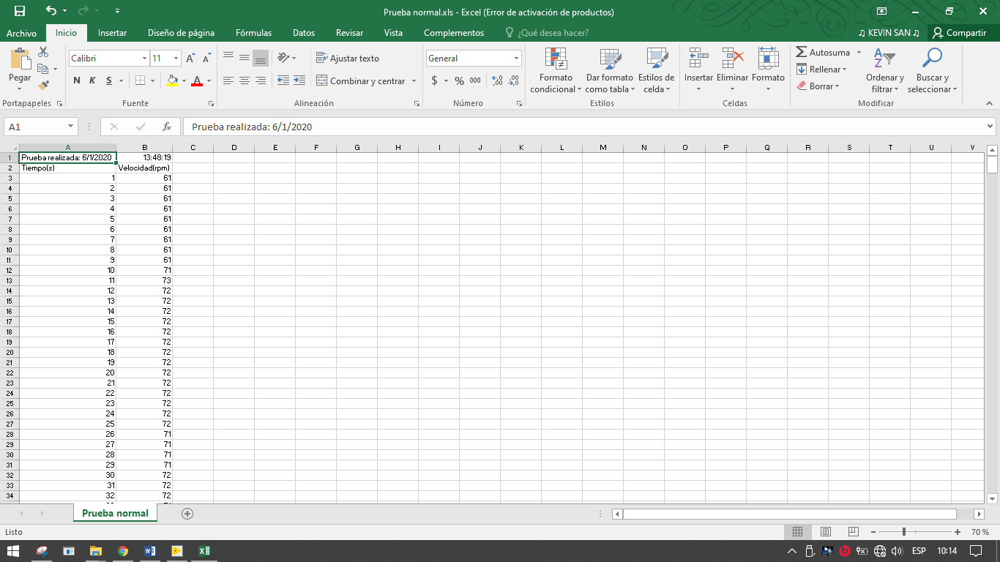 Prueba normal.xls - Excel (Error de activación de productos)
Archivo Inicio Insertar Diseño de página Fórmulas Datos Revisar Vista Complementos ¿Qué desea hacer? ♫ KEVIN SAN ♫ Compartir
Pegar
Portapapeles
Calibri 11
N K S
Fuente
Ajustar texto
Combinar y centrar
Alineación
General
$ % 000
Número
Formato condicional
Dar formato como tabla
Estilos de celda
Estilos
Insertar Eliminar Formato
Celdas
Autosuma
Rellenar
Borrar
Ordenar y filtrar
Buscar y seleccionar
Modificar
A1 fx Prueba realizada: 6/1/2020
A B C D E F G H I J K L M N O P Q R S T U V
1 Prueba realizada: 6/1/2020 13:48:19
2 Tiempo(s) Velocidad(rpm)
3 1 61
4 2 61
5 3 61
6 4 61
7 5 61
8 6 61
9 7 61
10 8 61
11 9 61
12 10 71
13 11 73
14 12 72
15 13 72
16 14 72
17 15 72
18 16 72
19 17 72
20 18 72
21 19 72
22 20 72
23 21 72
24 22 72
25 23 72
26 24 72
27 25 72
28 26 71
29 27 71
30 28 71
31 29 71
32 30 72
33 31 72
34 32 72
Prueba normal
Listo 70 %
ESP 10:14